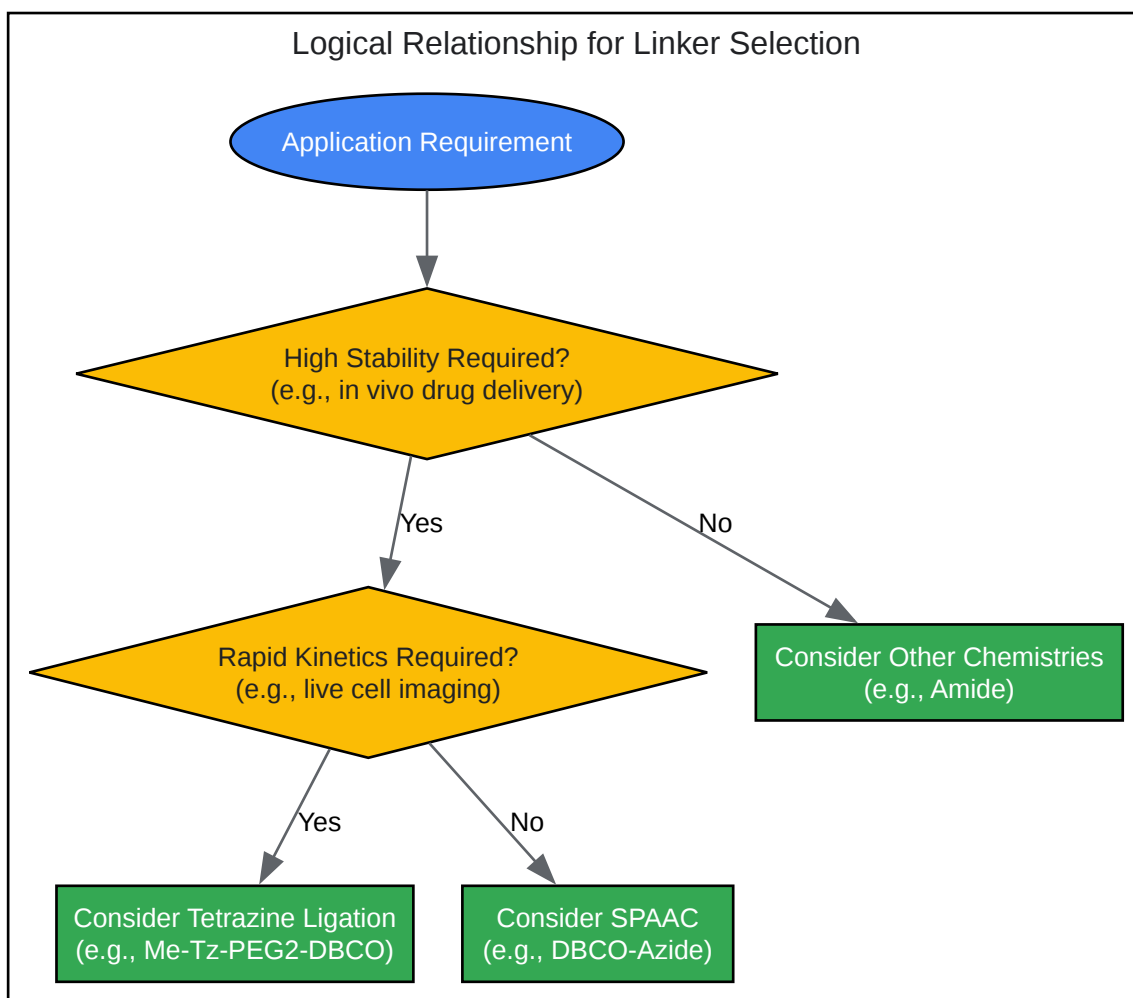 Logical Relationship for Linker Selection
Application Requirement
High Stability Required?
(e.g., in vivo drug delivery)
Yes
No
Rapid Kinetics Required?
(e.g., live cell imaging)
Consider Other Chemistries
(e.g., Amide)
Yes
No
Consider Tetrazine Ligation
(e.g., Me-Tz-PEG2-DBCO)
Consider SPAAC
(e.g., DBCO-Azide)